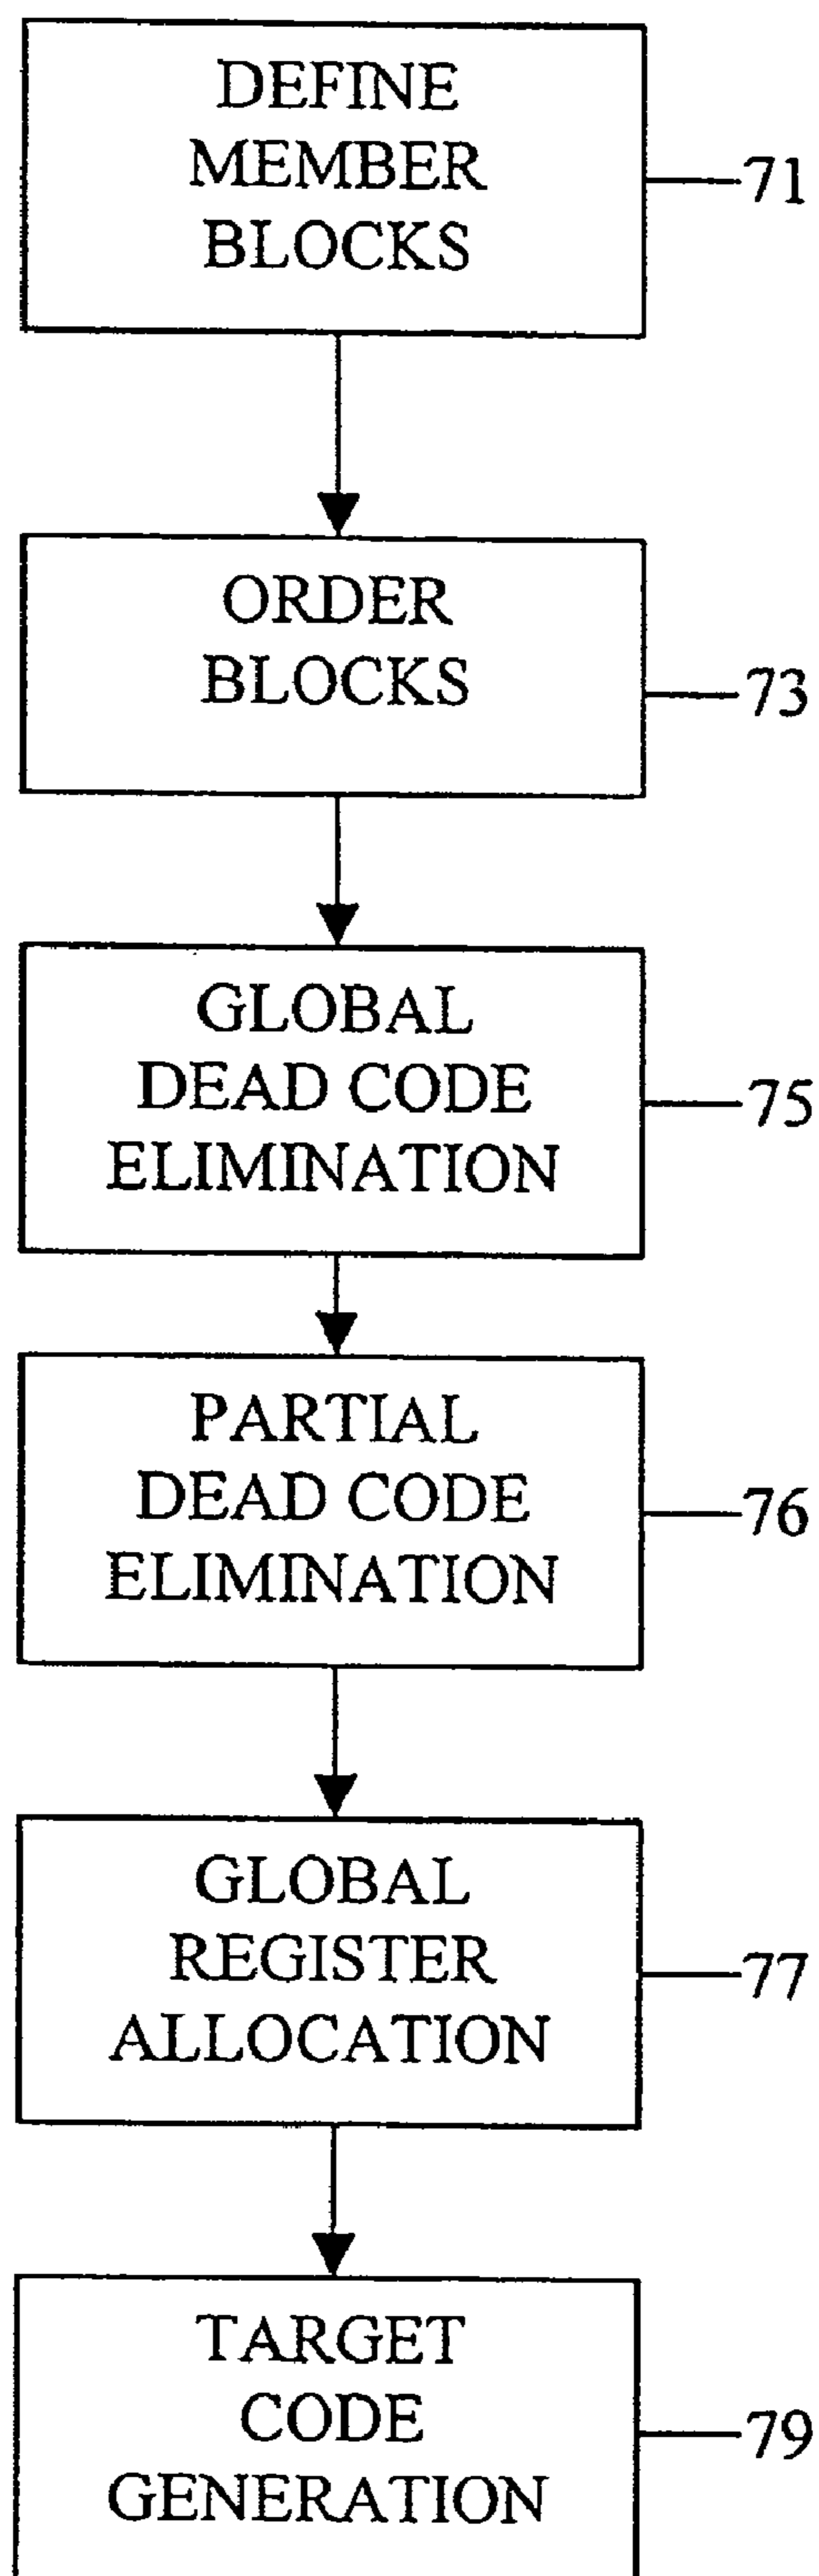 DEFINE
MEMBER
BLOCKS
71
ORDER
BLOCKS
73
GLOBAL
DEAD CODE
ELIMINATION
75
PARTIAL
DEAD CODE
ELIMINATION
76
GLOBAL
REGISTER
ALLOCATION
77
TARGET
CODE
GENERATION
79